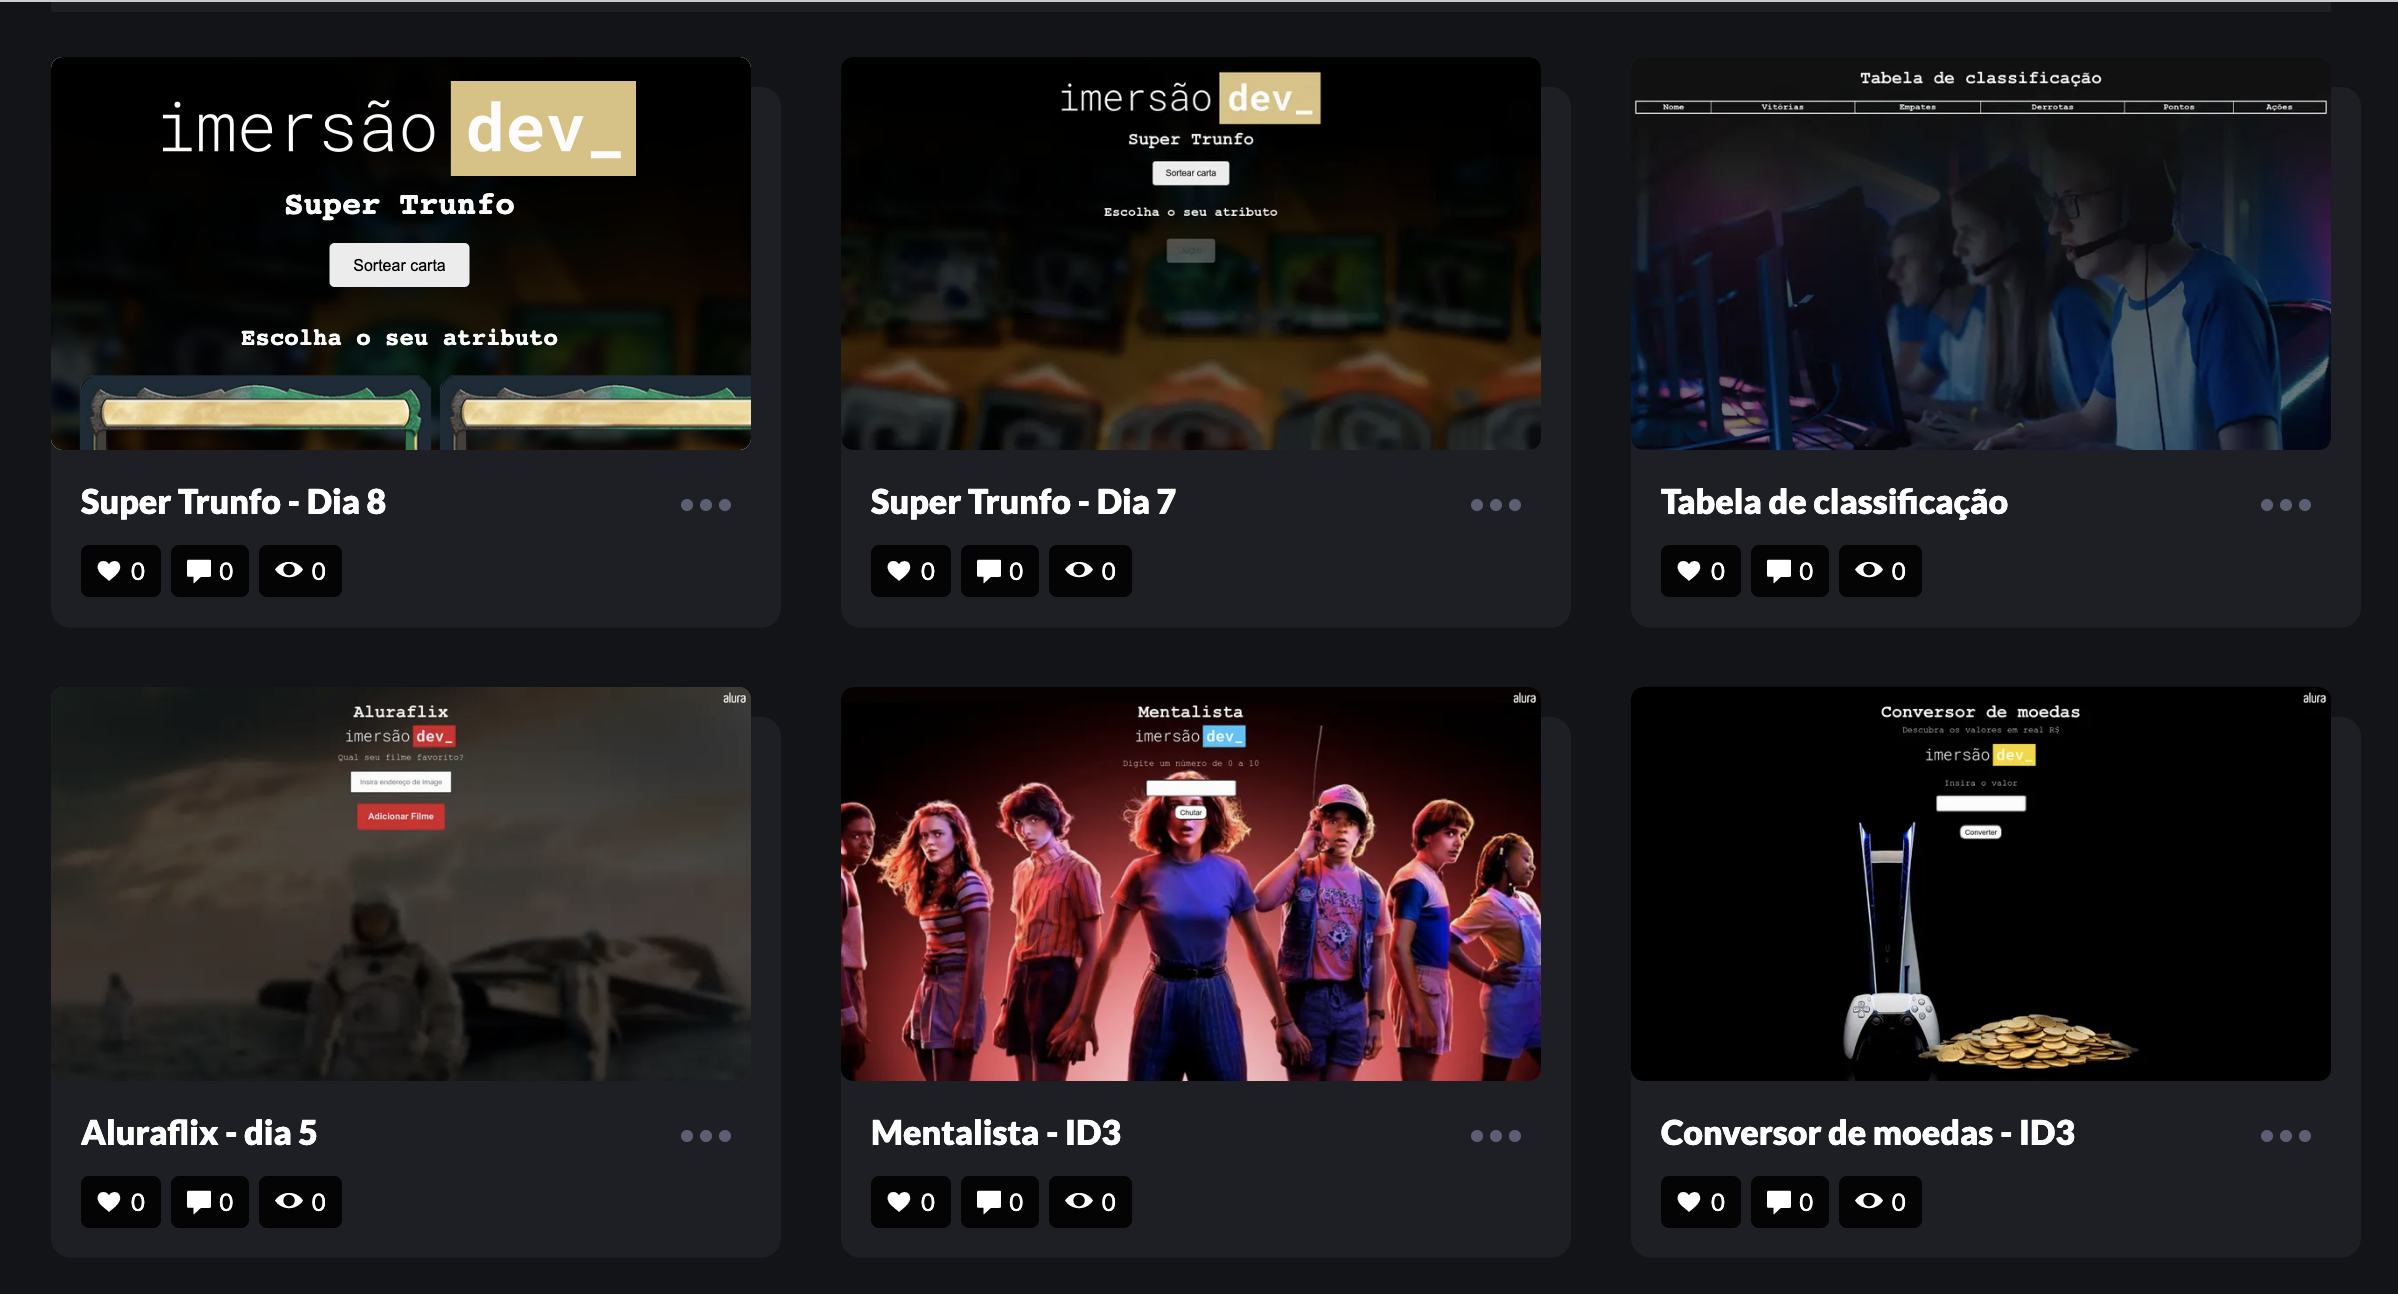 imersão dev_
Super Trunfo
Sortear carta
Escolha o seu atributo
Super Trunfo - Dia 8
0 0 0
imersão dev_
Super Trunfo
Sortear carta
Escolha o seu atributo
Super Trunfo - Dia 7
0 0 0
Tabela de classificação
Nome Vitórias Empates Derrotas Pontos Ações
Tabela de classificação
0 0 0
alura
Aluraflix
imersão dev_
Qual seu filme favorito?
Insira endereço de image
Adicionar Filme
Aluraflix - dia 5
0 0 0
alura
Mentalista
imersão dev_
Digite um número de 0 a 10
Chutar
Mentalista - ID3
0 0 0
alura
Conversor de moedas
Descubra os valores em real R$
imersão dev_
Insira o valor
Converter
Conversor de moedas - ID3
0 0 0